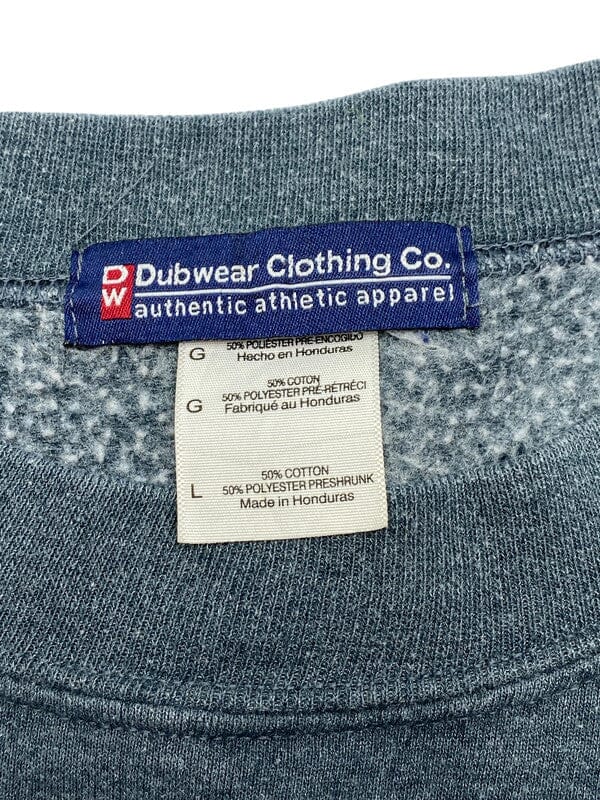 DW Dubwear Clothing Co.
authentic athletic apparel
50% POLIESTER PRE-ENCOGIDO
G Hecho en Honduras
50% COTON
50% POLYESTER PRÉ-RÉTRÉCI
G Fabriqué au Honduras
50% COTTON
L 50% POLYESTER PRESHRUNK
Made in Honduras